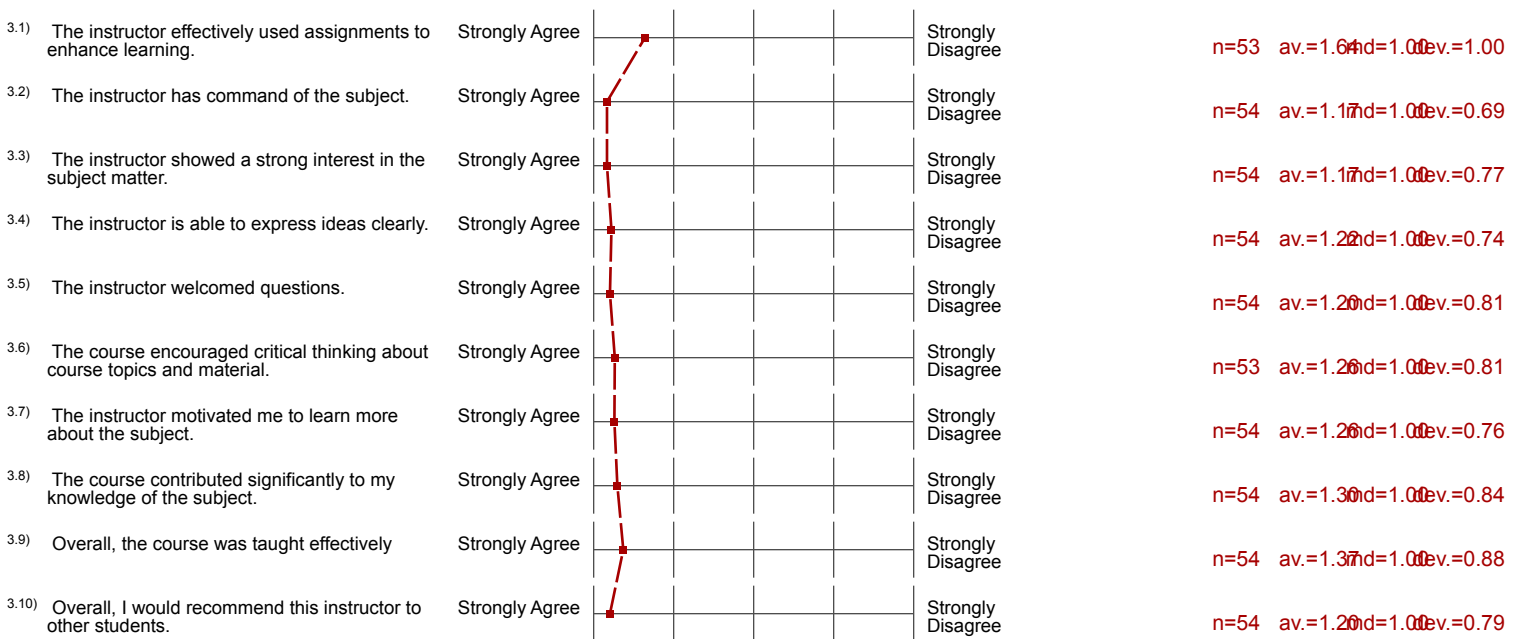 3.1) The instructor effectively used assignments to enhance learning. Strongly Agree Strongly Disagree n=53 av.=1.64 md=1.00 dev.=1.00
3.2) The instructor has command of the subject. Strongly Agree Strongly Disagree n=54 av.=1.17 md=1.00 dev.=0.69
3.3) The instructor showed a strong interest in the subject matter. Strongly Agree Strongly Disagree n=54 av.=1.17 md=1.00 dev.=0.77
3.4) The instructor is able to express ideas clearly. Strongly Agree Strongly Disagree n=54 av.=1.22 md=1.00 dev.=0.74
3.5) The instructor welcomed questions. Strongly Agree Strongly Disagree n=54 av.=1.20 md=1.00 dev.=0.81
3.6) The course encouraged critical thinking about course topics and material. Strongly Agree Strongly Disagree n=53 av.=1.26 md=1.00 dev.=0.81
3.7) The instructor motivated me to learn more about the subject. Strongly Agree Strongly Disagree n=54 av.=1.26 md=1.00 dev.=0.76
3.8) The course contributed significantly to my knowledge of the subject. Strongly Agree Strongly Disagree n=54 av.=1.30 md=1.00 dev.=0.84
3.9) Overall, the course was taught effectively Strongly Agree Strongly Disagree n=54 av.=1.37 md=1.00 dev.=0.88
3.10) Overall, I would recommend this instructor to other students. Strongly Agree Strongly Disagree n=54 av.=1.20 md=1.00 dev.=0.79